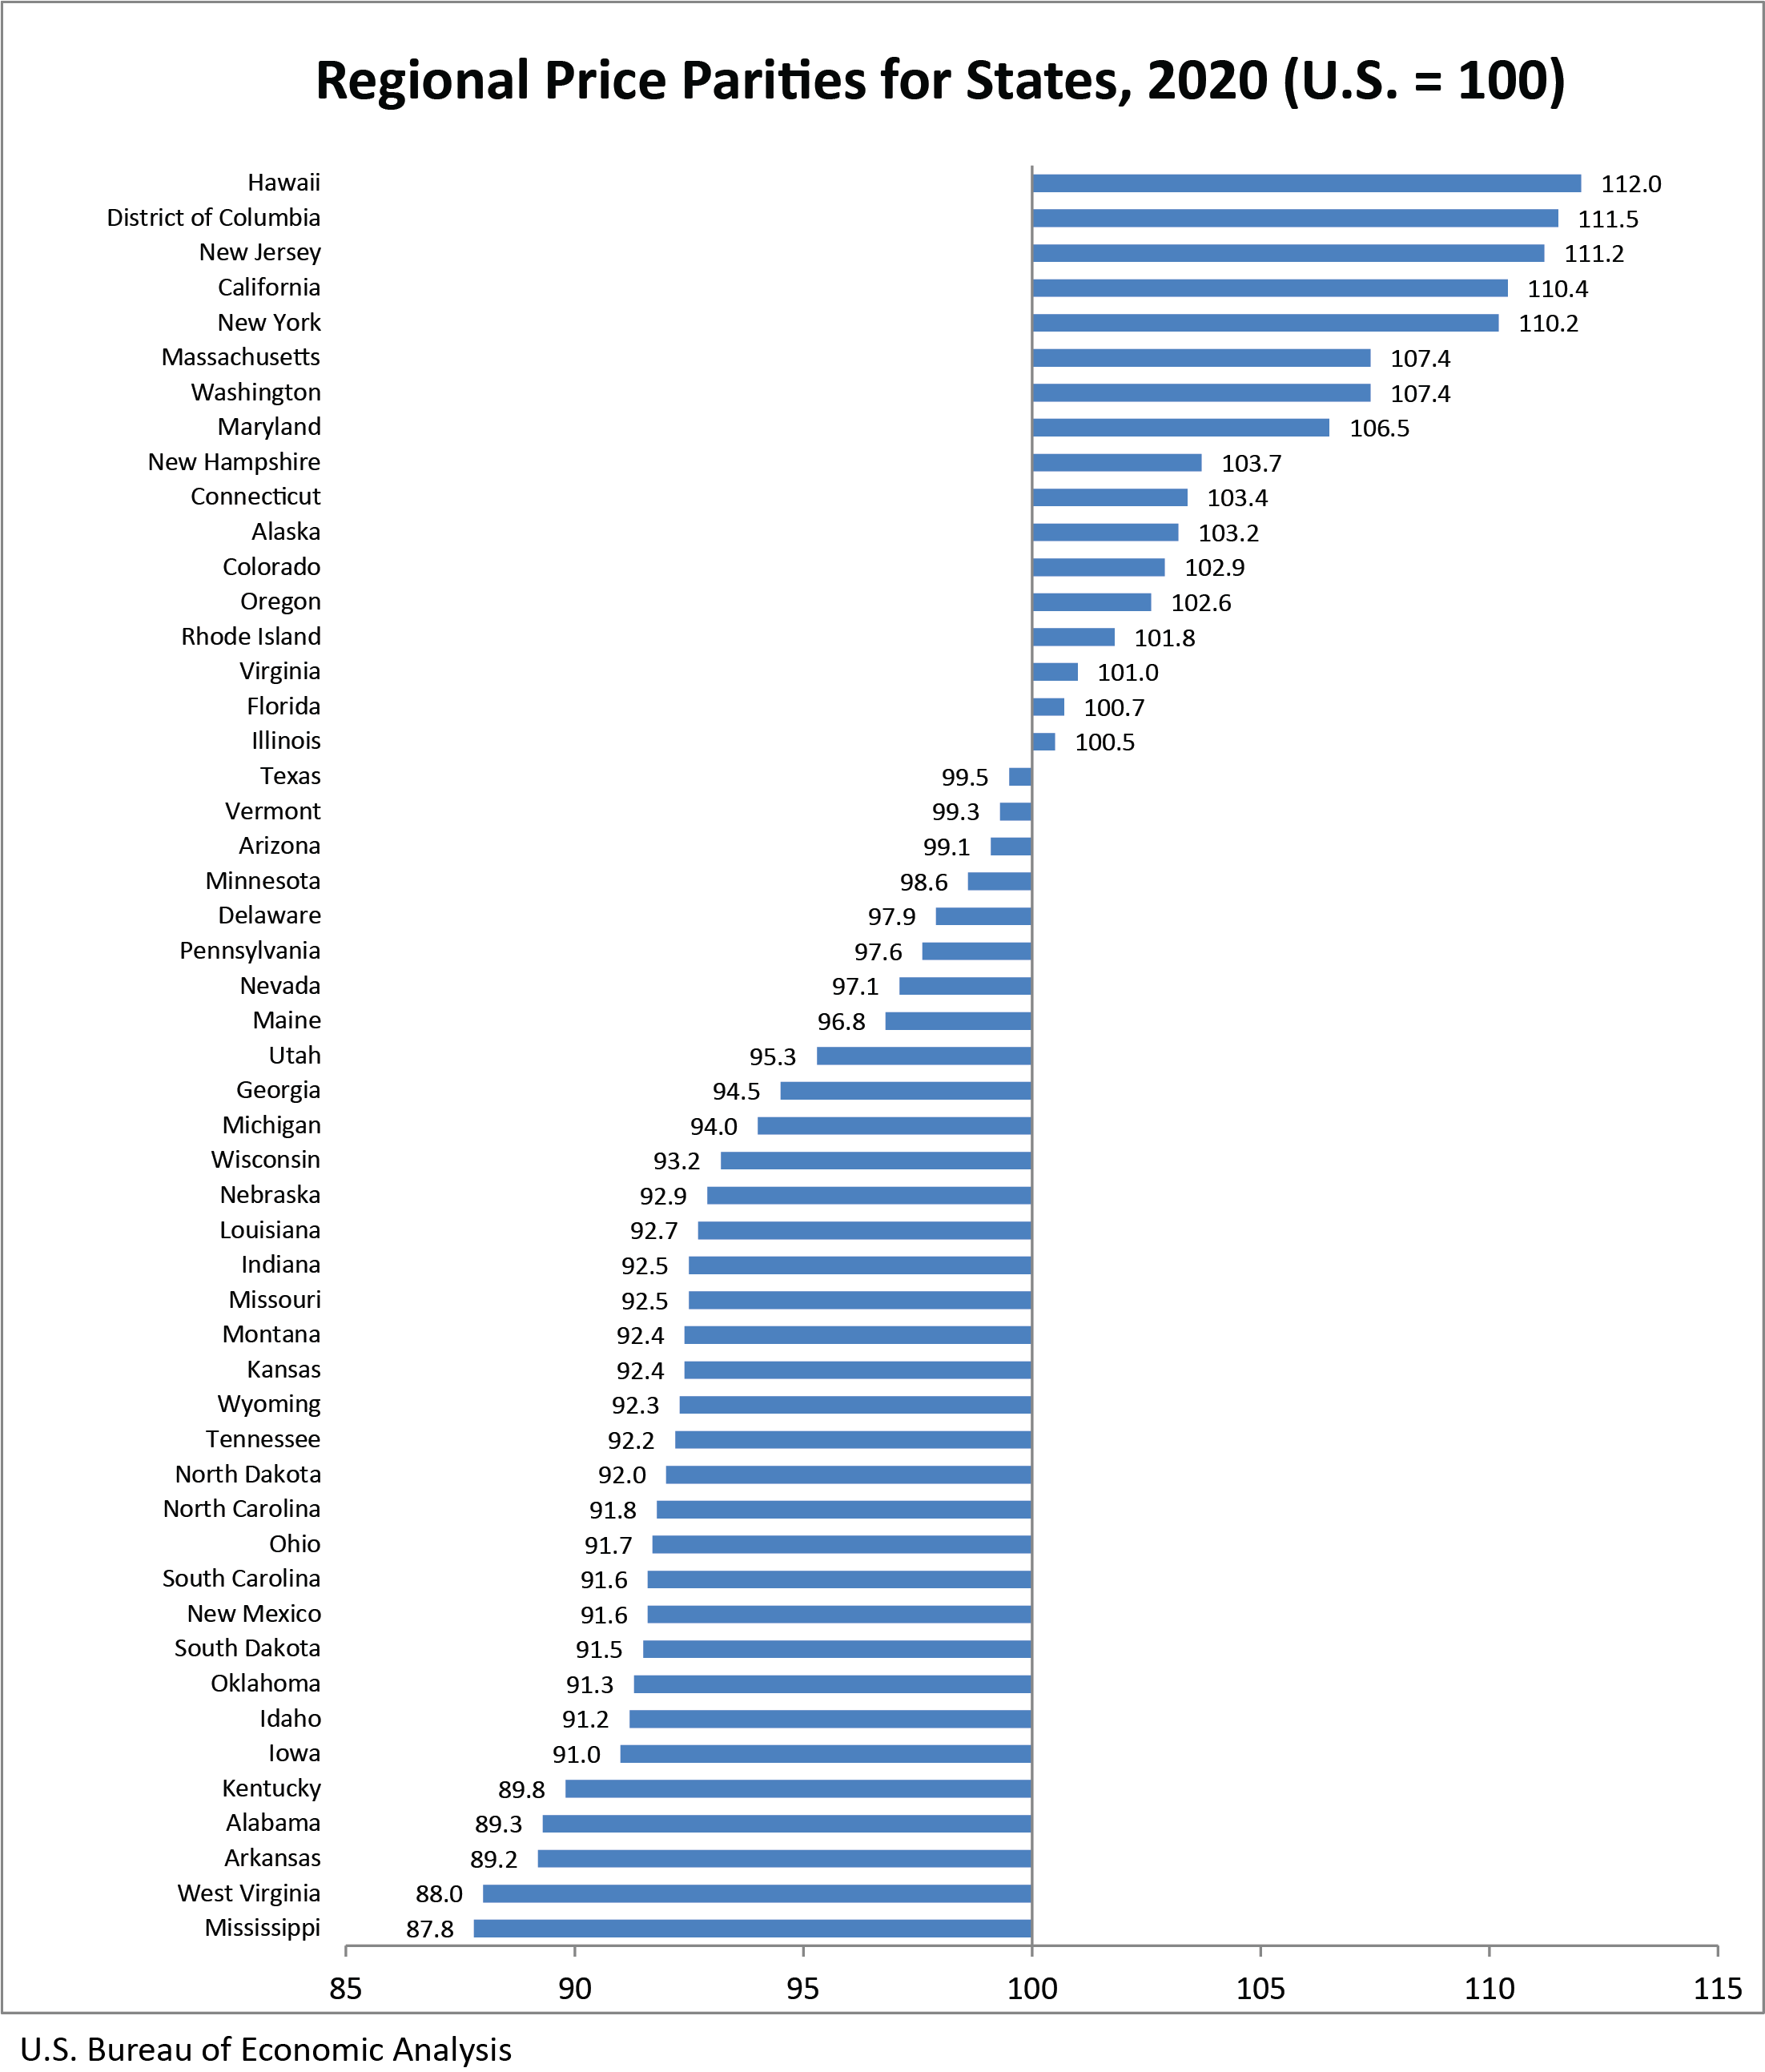 Regional Price Parities for States, 2020 (U.S. = 100)
Hawaii 112.0
District of Columbia 111.5
New Jersey 111.2
California 110.4
New York 110.2
Massachusetts 107.4
Washington 107.4
Maryland 106.5
New Hampshire 103.7
Connecticut 103.4
Alaska 103.2
Colorado 102.9
Oregon 102.6
Rhode Island 101.8
Virginia 101.0
Florida 100.7
Illinois 100.5
Texas 99.5
Vermont 99.3
Arizona 99.1
Minnesota 98.6
Delaware 97.9
Pennsylvania 97.6
Nevada 97.1
Maine 96.8
Utah 95.3
Georgia 94.5
Michigan 94.0
Wisconsin 93.2
Nebraska 92.9
Louisiana 92.7
Indiana 92.5
Missouri 92.5
Montana 92.4
Kansas 92.4
Wyoming 92.3
Tennessee 92.2
North Dakota 92.0
North Carolina 91.8
Ohio 91.7
South Carolina 91.6
New Mexico 91.6
South Dakota 91.5
Oklahoma 91.3
Idaho 91.2
Iowa 91.0
Kentucky 89.8
Alabama 89.3
Arkansas 89.2
West Virginia 88.0
Mississippi 87.8
85 90 95 100 105 110 115
U.S. Bureau of Economic Analysis